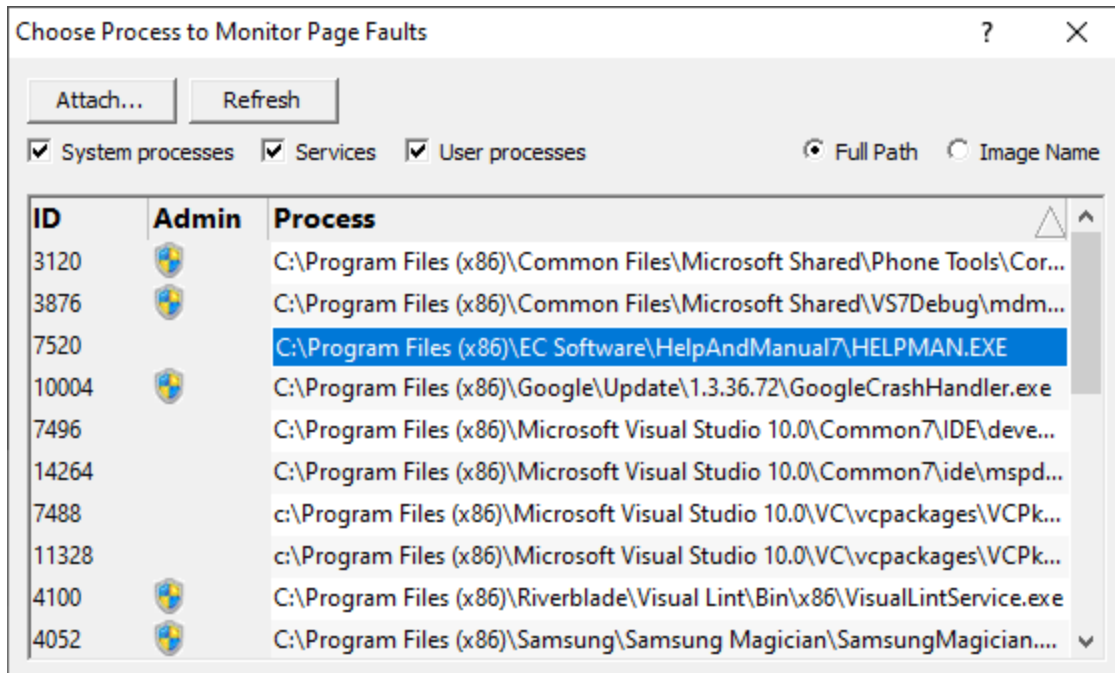 Choose Process to Monitor Page Faults ?
Attach... Refresh
System processes Services User processes Full Path Image Name
ID Admin Process
3120 C:\Program Files (x86)\Common Files\Microsoft Shared\Phone Tools\Cor...
3876 C:\Program Files (x86)\Common Files\Microsoft Shared\VS7Debug\mdm...
7520 C:\Program Files (x86)\EC Software\HelpAndManual7\HELPMAN.EXE
10004 C:\Program Files (x86)\Google\Update\1.3.36.72\GoogleCrashHandler.exe
7496 C:\Program Files (x86)\Microsoft Visual Studio 10.0\Common7\IDE\deve...
14264 C:\Program Files (x86)\Microsoft Visual Studio 10.0\Common7\ide\mspd...
7488 c:\Program Files (x86)\Microsoft Visual Studio 10.0\VC\vcpackages\VCPk...
11328 c:\Program Files (x86)\Microsoft Visual Studio 10.0\VC\vcpackages\VCPk...
4100 C:\Program Files (x86)\Riverblade\Visual Lint\Bin\x86\VisualLintService.exe
4052 C:\Program Files (x86)\Samsung\Samsung Magician\SamsungMagician....